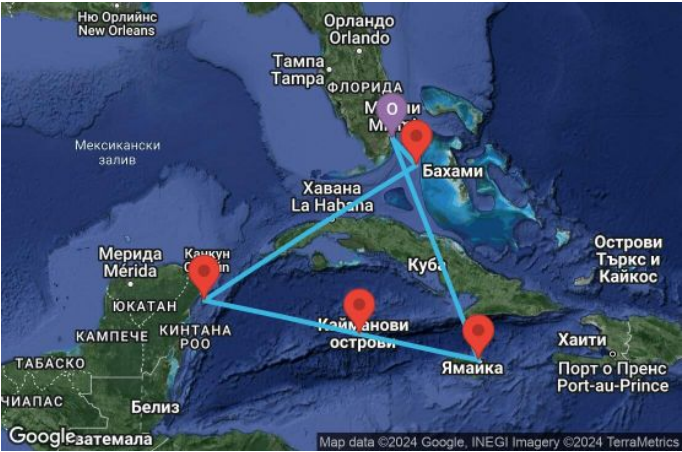 Ню Орлийнс
New Orleans
Орландо
Orlando
Тампа
Tampa
ФЛОРИДА
O
Бахами
Мексикански
залив
Хавана
La Habana
Острови
Търкс и
Кайкос
Мерида
Mérida
Куба
ЮКАТАН
КАМПЕЧЕ
КИНТАНА
РОО
Кайманови
острови
Хаити
ТАБАСКО
Ямайка
Порт о Пренс
Port-au-Prince
ЧИАПАС
Белиз
Google
Map data ©2024 Google, INEGI Imagery ©2024 TerraMetrics